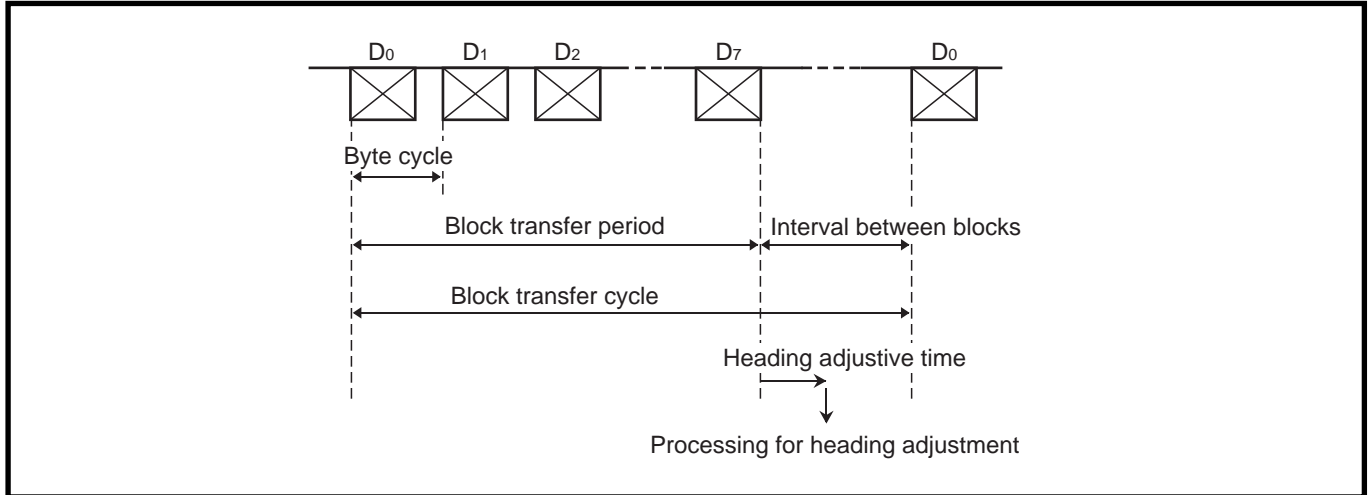 D0 D1 D2 D7 D0
Byte cycle
Block transfer period Interval between blocks
Block transfer cycle
Heading adjustive time
Processing for heading adjustment